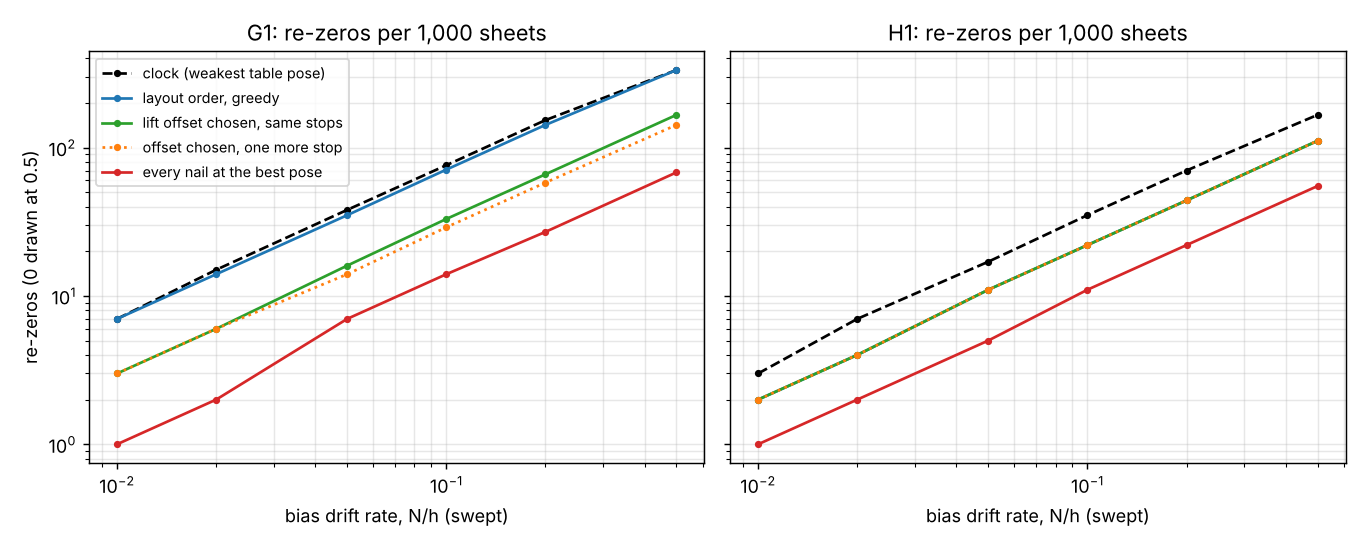 G1: re-zeros per 1,000 sheets
H1: re-zeros per 1,000 sheets
clock (weakest table pose)
layout order, greedy
lift offset chosen, same stops
offset chosen, one more stop
every nail at the best pose
re-zeros (0 drawn at 0.5)
10²
10¹
10⁰
10⁻² 10⁻¹
10⁻² 10⁻¹
bias drift rate, N/h (swept)
bias drift rate, N/h (swept)